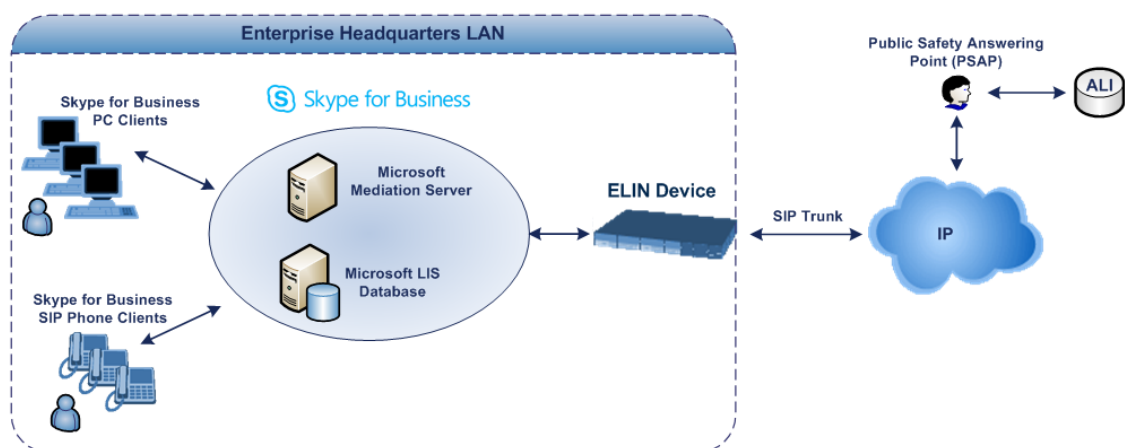 Enterprise Headquarters LAN
Skype for Business
PC Clients
S Skype for Business
Microsoft
Mediation Server
Microsoft LIS
Database
Skype for Business
SIP Phone Clients
ELIN Device
SIP Trunk
IP
Public Safety Answering
Point (PSAP)
ALI